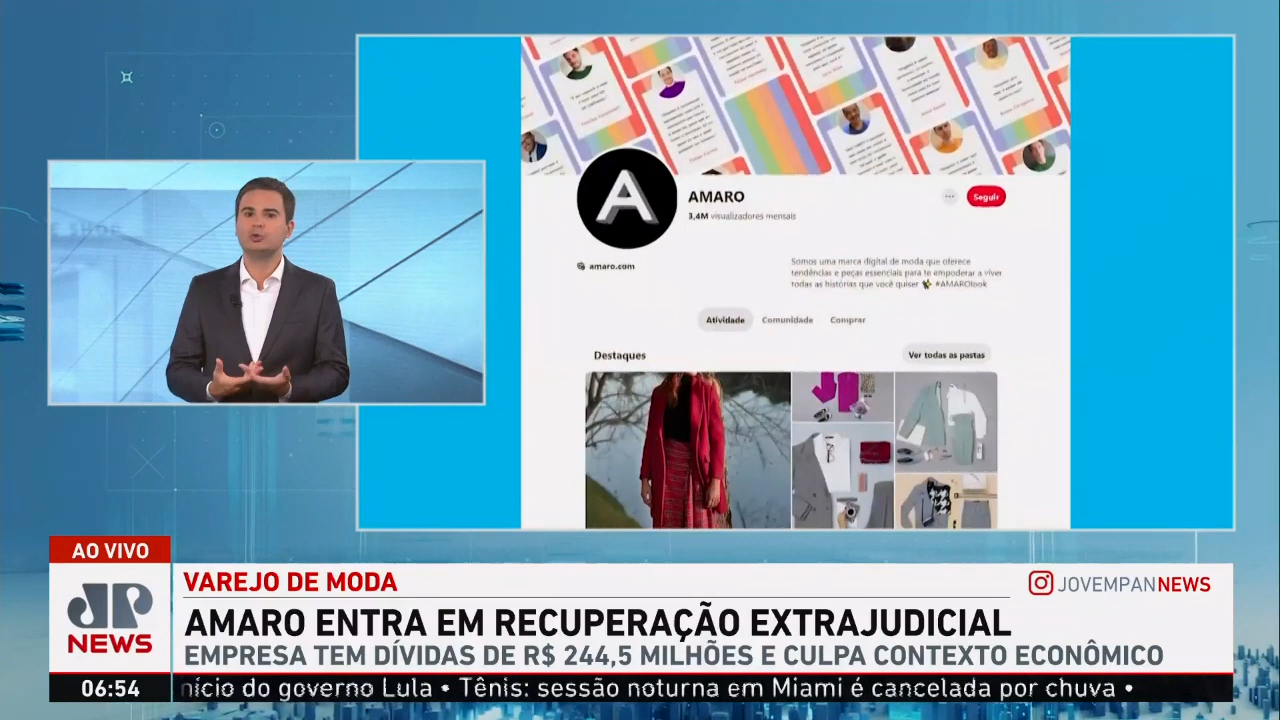 AMARO
3,4M visualizadores mensais
Seguir
amaro.com
Somos uma marca digital de moda que oferece
tendências e peças essenciais para te empoderar a viver
todas as histórias que você quiser #AMAROlook
Atividade Comunidade Comprar
Destaques
Ver todas as pastas
AO VIVO
JP NEWS
VAREJO DE MODA
JOVEMPANNEWS
AMARO ENTRA EM RECUPERAÇÃO EXTRAJUDICIAL
EMPRESA TEM DÍVIDAS DE R$ 244,5 MILHÕES E CULPA CONTEXTO ECONÔMICO
06:54
nício do governo Lula • Tênis: sessão noturna em Miami é cancelada por chuva •